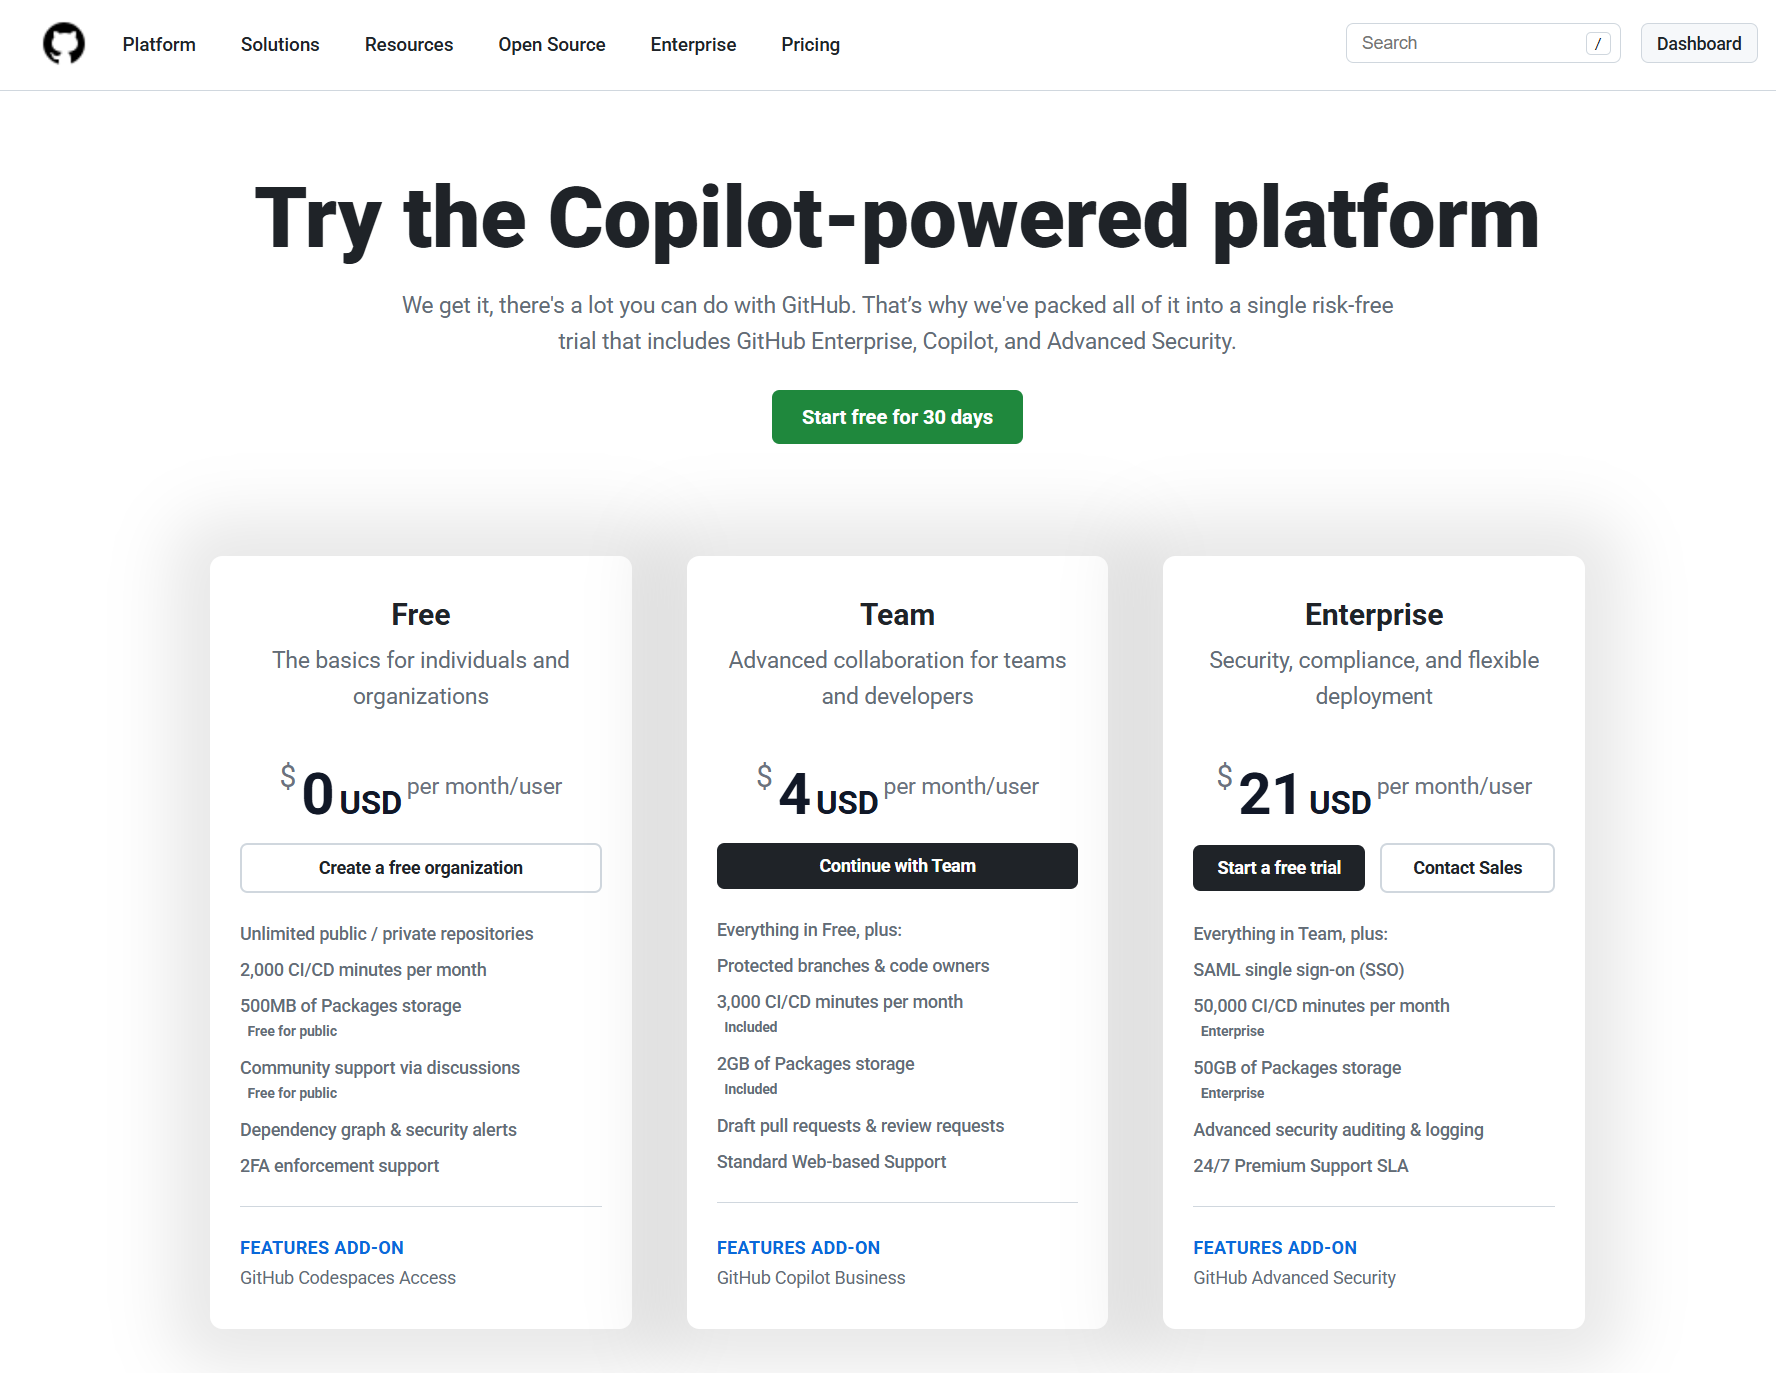 Platform
Solutions
Resources
Open Source
Enterprise
Pricing
Search
/
Dashboard
Try the Copilot-powered platform
We get it, there's a lot you can do with GitHub. That’s why we've packed all of it into a single risk-free
trial that includes GitHub Enterprise, Copilot, and Advanced Security.
Start free for 30 days
Free
The basics for individuals and
organizations
$ 0 USD per month/user
Create a free organization
Unlimited public / private repositories
2,000 CI/CD minutes per month
500MB of Packages storage
Free for public
Community support via discussions
Free for public
Dependency graph & security alerts
2FA enforcement support
FEATURES ADD-ON
GitHub Codespaces Access
Team
Advanced collaboration for teams
and developers
$ 4 USD per month/user
Continue with Team
Everything in Free, plus:
Protected branches & code owners
3,000 CI/CD minutes per month
Included
2GB of Packages storage
Included
Draft pull requests & review requests
Standard Web-based Support
FEATURES ADD-ON
GitHub Copilot Business
Enterprise
Security, compliance, and flexible
deployment
$ 21 USD per month/user
Start a free trial
Contact Sales
Everything in Team, plus:
SAML single sign-on (SSO)
50,000 CI/CD minutes per month
Enterprise
50GB of Packages storage
Enterprise
Advanced security auditing & logging
24/7 Premium Support SLA
FEATURES ADD-ON
GitHub Advanced Security